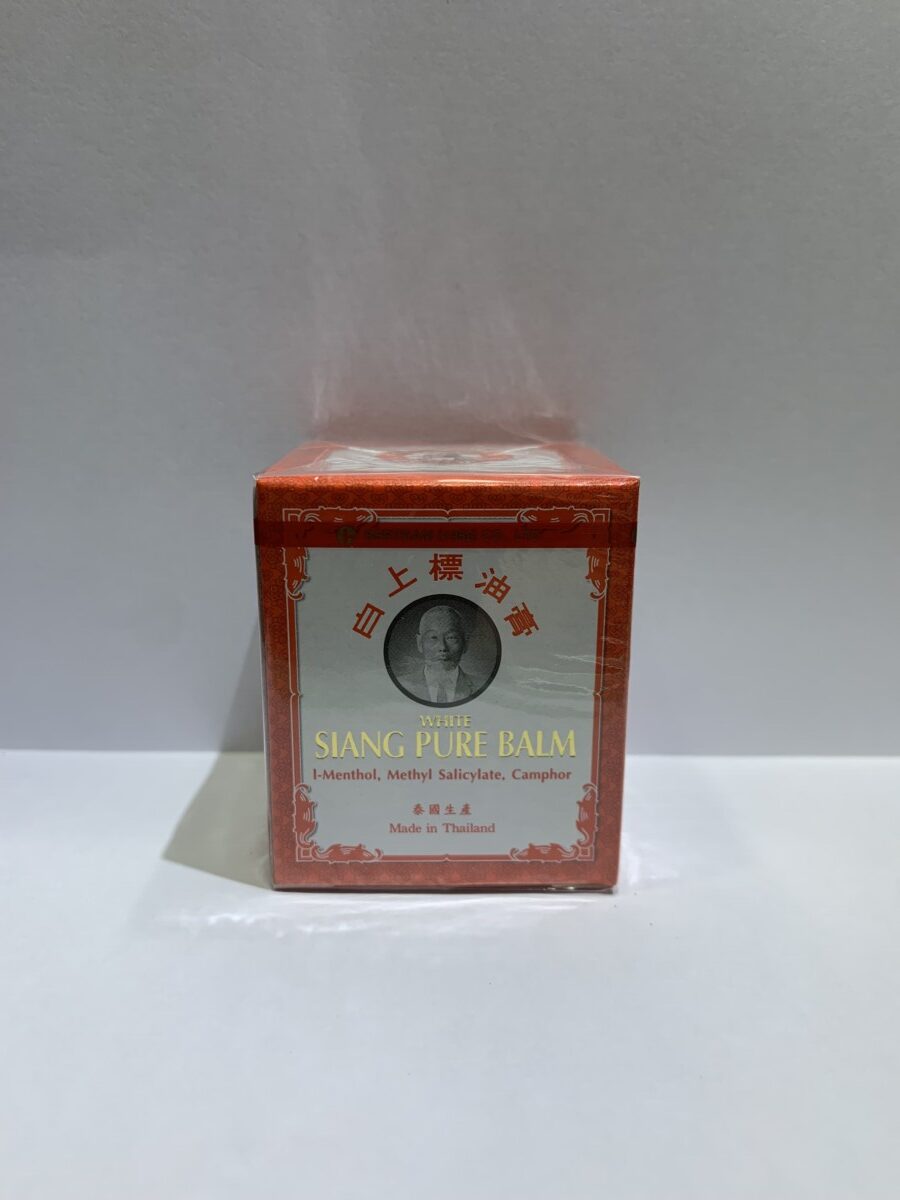 白上標油膏
WHITE
SIANG PURE BALM
l-Menthol, Methyl Salicylate, Camphor
泰國生產
Made in Thailand